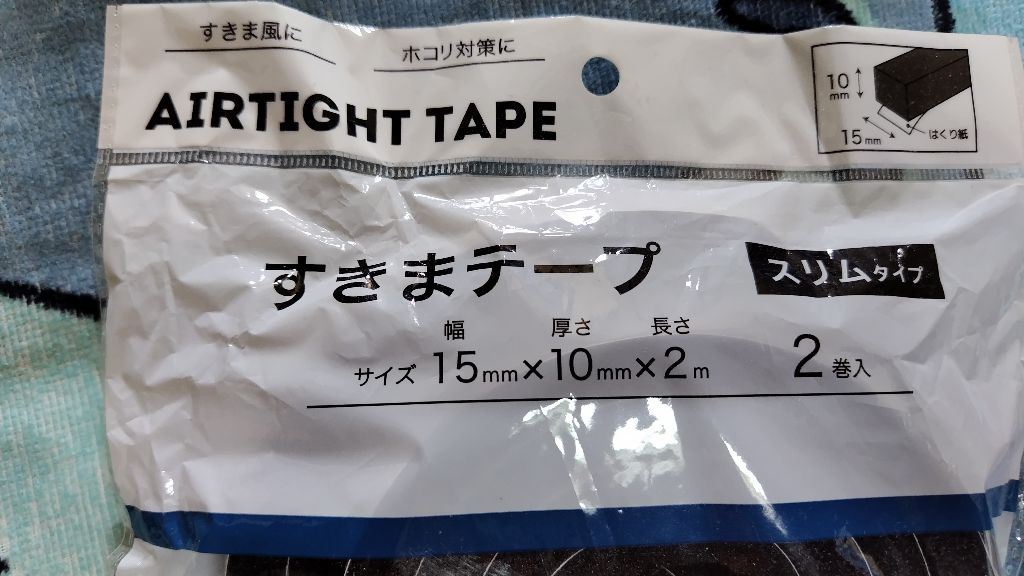 すきま風に
ホコリ対策に
AIRTIGHT TAPE
10
mm
15mm
はくり紙
すきまテープ
スリムタイプ
幅 厚さ 長さ
サイズ 15mm×10mm×2m
2巻入